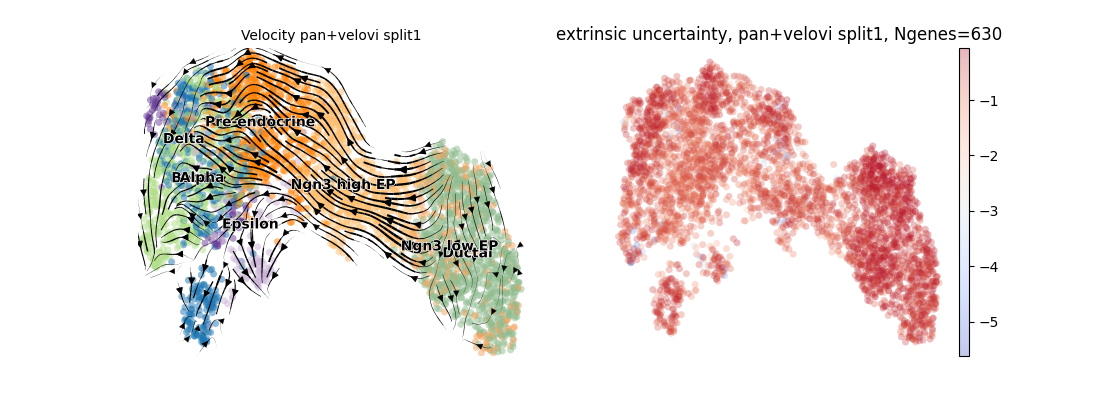 Velocity pan+velovi split1
Pre-endocrine
Delta
BAlpha
Ngn3 high EP
Epsilon
Ngn3 low EP
Ductal
extrinsic uncertainty, pan+velovi split1, Ngenes=630
−1
−2
−3
−4
−5